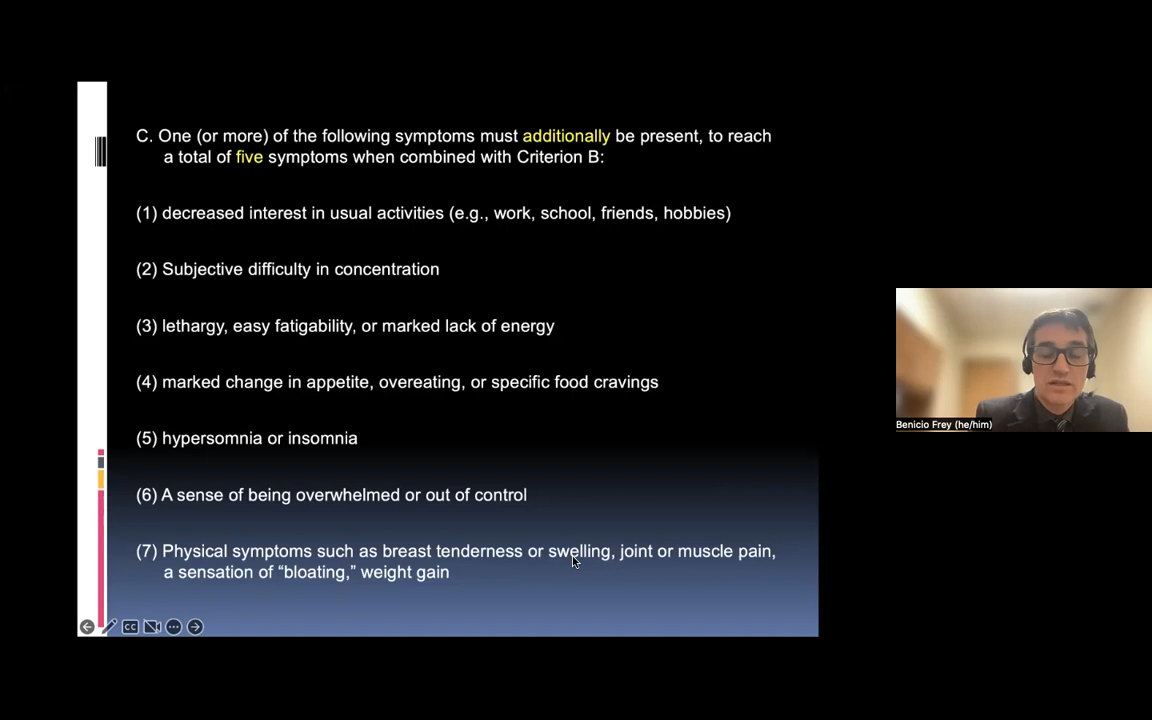 C. One (or more) of the following symptoms must additionally be present, to reach
a total of five symptoms when combined with Criterion B:
(1) decreased interest in usual activities (e.g., work, school, friends, hobbies)
(2) Subjective difficulty in concentration
(3) lethargy, easy fatigability, or marked lack of energy
(4) marked change in appetite, overeating, or specific food cravings
(5) hypersomnia or insomnia
(6) A sense of being overwhelmed or out of control
(7) Physical symptoms such as breast tenderness or swelling, joint or muscle pain,
a sensation of “bloating,” weight gain
CC
Benicio Frey (he/him)